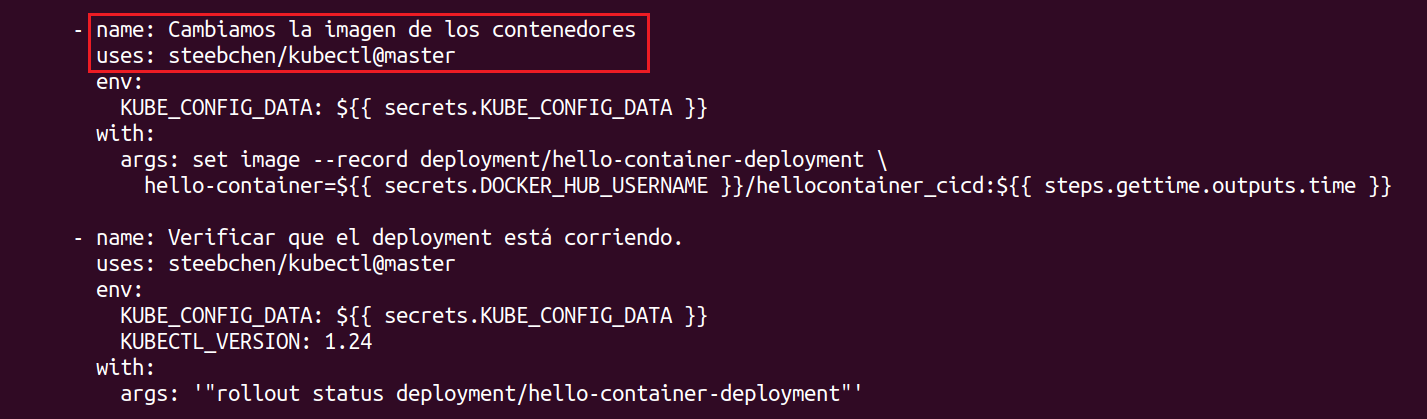 - name: Cambiamos la imagen de los contenedores
uses: steebchen/kubectl@master
env:
KUBE_CONFIG_DATA: ${{ secrets.KUBE_CONFIG_DATA }}
with:
args: set image --record deployment/hello-container-deployment \
hello-container=${{ secrets.DOCKER_HUB_USERNAME }}/hellocontainer_cicd:${{ steps.gettime.outputs.time }}
- name: Verificar que el deployment está corriendo.
uses: steebchen/kubectl@master
env:
KUBE_CONFIG_DATA: ${{ secrets.KUBE_CONFIG_DATA }}
KUBECTL_VERSION: 1.24
with:
args: '"rollout status deployment/hello-container-deployment"'